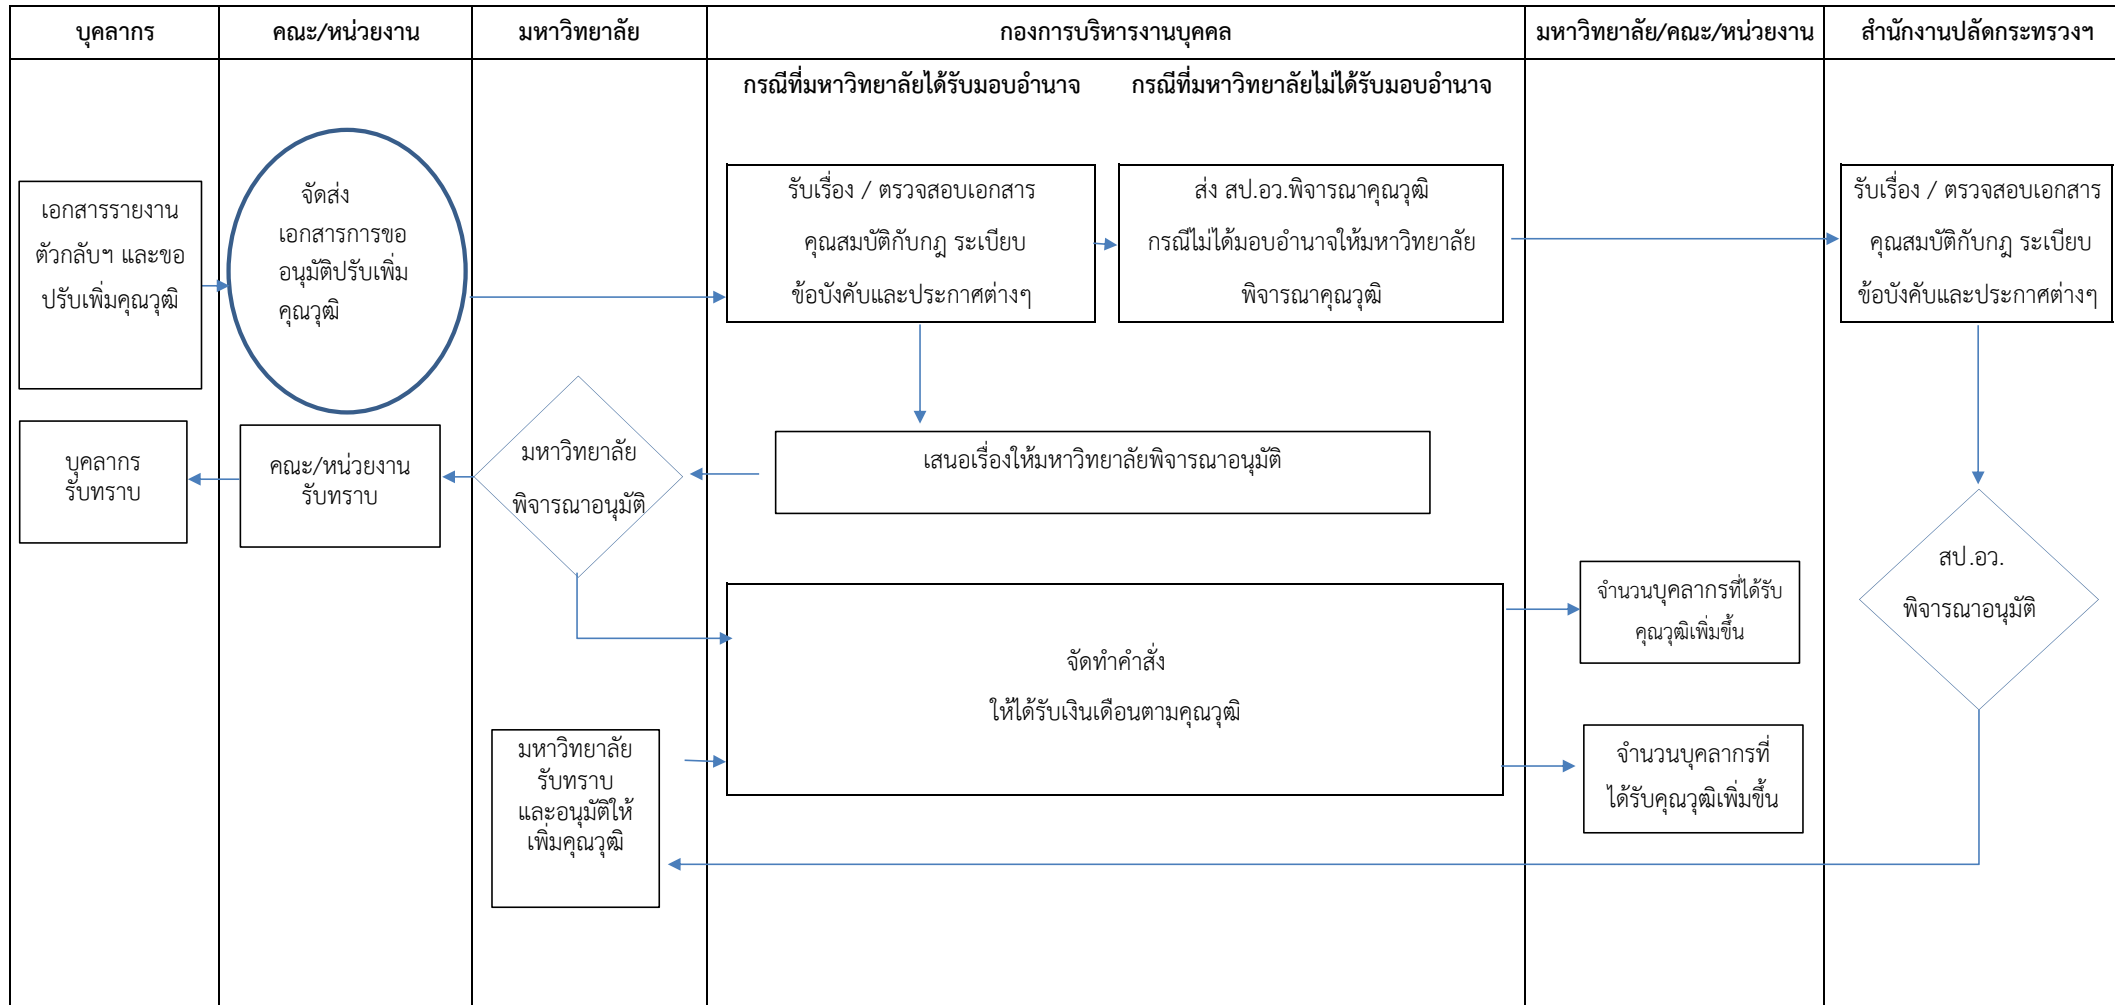 บุคลากร
คณะ/หน่วยงาน
มหาวิทยาลัย
กองการบริหารงานบุคคล
มหาวิทยาลัย/คณะ/หน่วยงาน
สำนักงานปลัดกระทรวงฯ
กรณีที่มหาวิทยาลัยได้รับมอบอำนาจ
กรณีที่มหาวิทยาลัยไม่ได้รับมอบอำนาจ
เอกสารรายงาน
ตัวกลับฯ และขอ
ปรับเพิ่มคุณวุฒิ
จัดส่ง
เอกสารการขอ
อนุมัติปรับเพิ่ม
คุณวุฒิ
รับเรื่อง / ตรวจสอบเอกสาร
คุณสมบัติกับกฎ ระเบียบ
ข้อบังคับและประกาศต่างๆ
ส่ง สป.อว.พิจารณาคุณวุฒิ
กรณีไม่ได้มอบอำนาจให้มหาวิทยาลัย
พิจารณาคุณวุฒิ
รับเรื่อง / ตรวจสอบเอกสาร
คุณสมบัติกับกฎ ระเบียบ
ข้อบังคับและประกาศต่างๆ
บุคลากร
รับทราบ
คณะ/หน่วยงาน
รับทราบ
มหาวิทยาลัย
พิจารณาอนุมัติ
เสนอเรื่องให้มหาวิทยาลัยพิจารณาอนุมัติ
สป.อว.
พิจารณาอนุมัติ
จัดทำคำสั่ง
ให้ได้รับเงินเดือนตามคุณวุฒิ
จำนวนบุคลากรที่ได้รับ
คุณวุฒิเพิ่มขึ้น
มหาวิทยาลัย
รับทราบ
และอนุมัติให้
เพิ่มคุณวุฒิ
จำนวนบุคลากรที่
ได้รับคุณวุฒิเพิ่มขึ้น